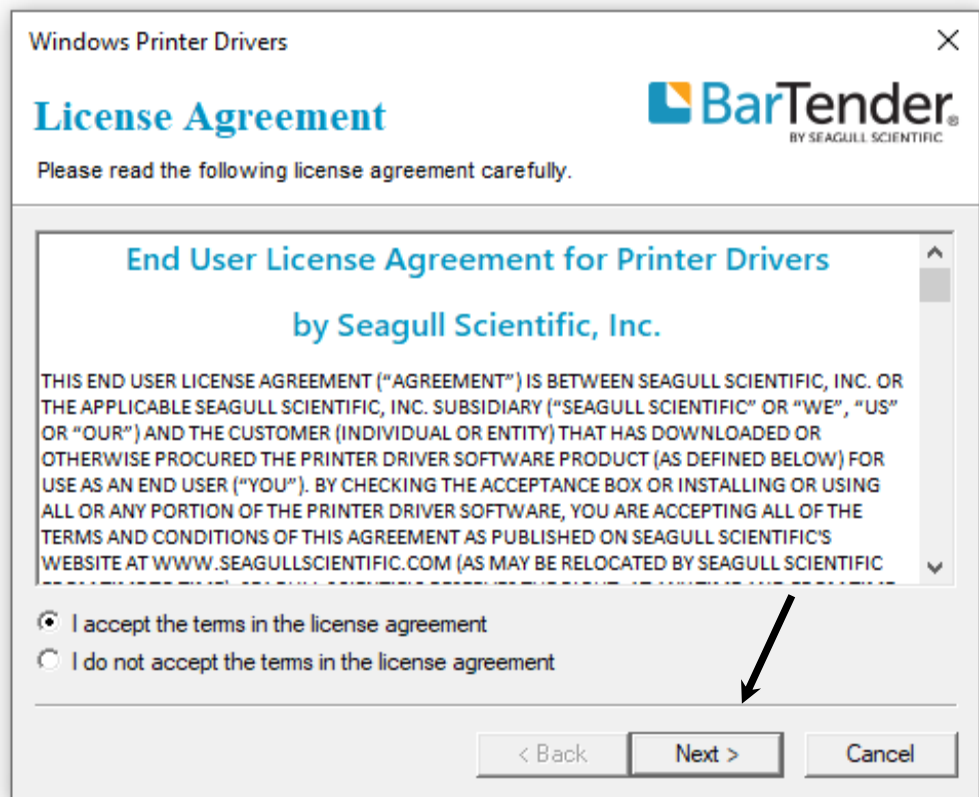 Windows Printer Drivers
License Agreement
BarTender®
BY SEAGULL SCIENTIFIC
Please read the following license agreement carefully.
End User License Agreement for Printer Drivers
by Seagull Scientific, Inc.
THIS END USER LICENSE AGREEMENT (“AGREEMENT”) IS BETWEEN SEAGULL SCIENTIFIC, INC. OR
THE APPLICABLE SEAGULL SCIENTIFIC, INC. SUBSIDIARY (“SEAGULL SCIENTIFIC” OR “WE”, “US”
OR “OUR”) AND THE CUSTOMER (INDIVIDUAL OR ENTITY) THAT HAS DOWNLOADED OR
OTHERWISE PROCURED THE PRINTER DRIVER SOFTWARE PRODUCT (AS DEFINED BELOW) FOR
USE AS AN END USER (“YOU”). BY CHECKING THE ACCEPTANCE BOX OR INSTALLING OR USING
ALL OR ANY PORTION OF THE PRINTER DRIVER SOFTWARE, YOU ARE ACCEPTING ALL OF THE
TERMS AND CONDITIONS OF THIS AGREEMENT AS PUBLISHED ON SEAGULL SCIENTIFIC'S
WEBSITE AT WWW.SEAGULLSCIENTIFIC.COM (AS MAY BE RELOCATED BY SEAGULL SCIENTIFIC
I accept the terms in the license agreement
I do not accept the terms in the license agreement
< Back
Next >
Cancel